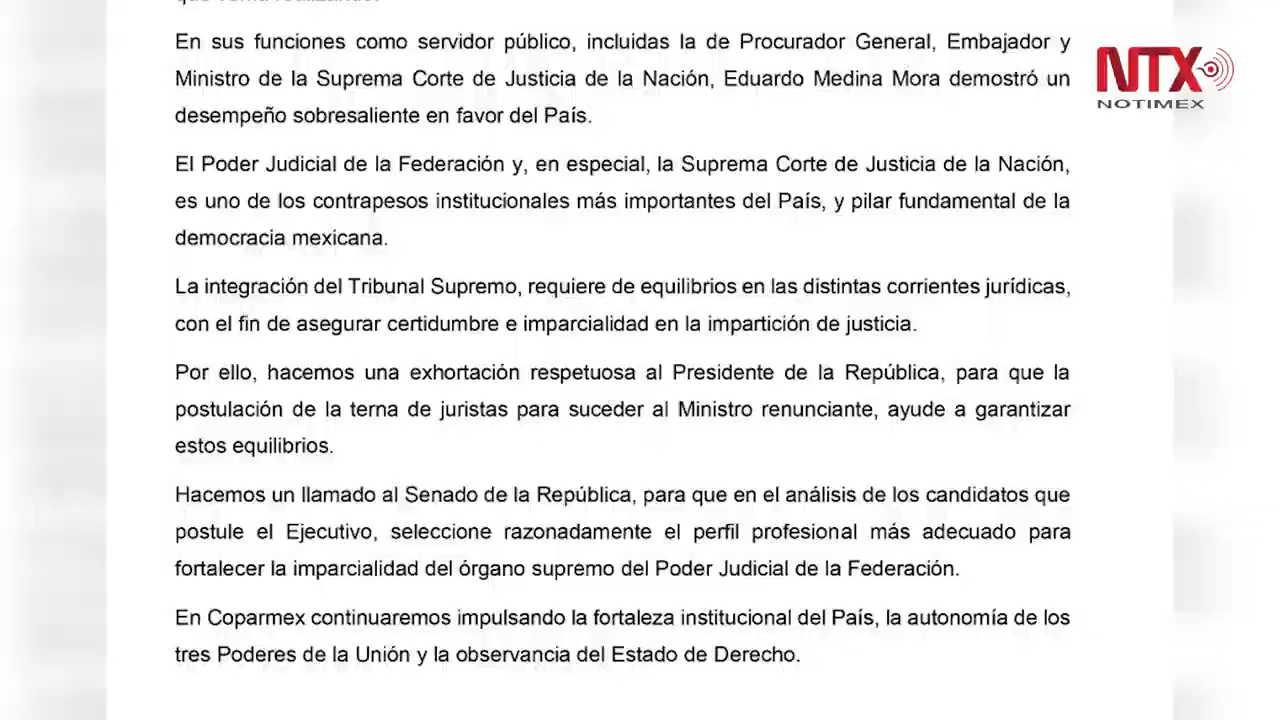 En sus funciones como servidor público, incluidas la de Procurador General, Embajador y
Ministro de la Suprema Corte de Justicia de la Nación, Eduardo Medina Mora demostró un
desempeño sobresaliente en favor del País.
El Poder Judicial de la Federación y, en especial, la Suprema Corte de Justicia de la Nación,
es uno de los contrapesos institucionales más importantes del País, y pilar fundamental de la
democracia mexicana.
La integración del Tribunal Supremo, requiere de equilibrios en las distintas corrientes jurídicas,
con el fin de asegurar certidumbre e imparcialidad en la impartición de justicia.
Por ello, hacemos una exhortación respetuosa al Presidente de la República, para que la
postulación de la terna de juristas para suceder al Ministro renunciante, ayude a garantizar
estos equilibrios.
Hacemos un llamado al Senado de la República, para que en el análisis de los candidatos que
postule el Ejecutivo, seleccione razonadamente el perfil profesional más adecuado para
fortalecer la imparcialidad del órgano supremo del Poder Judicial de la Federación.
En Coparmex continuaremos impulsando la fortaleza institucional del País, la autonomía de los
tres Poderes de la Unión y la observancia del Estado de Derecho.
NTX
NOTIMEX